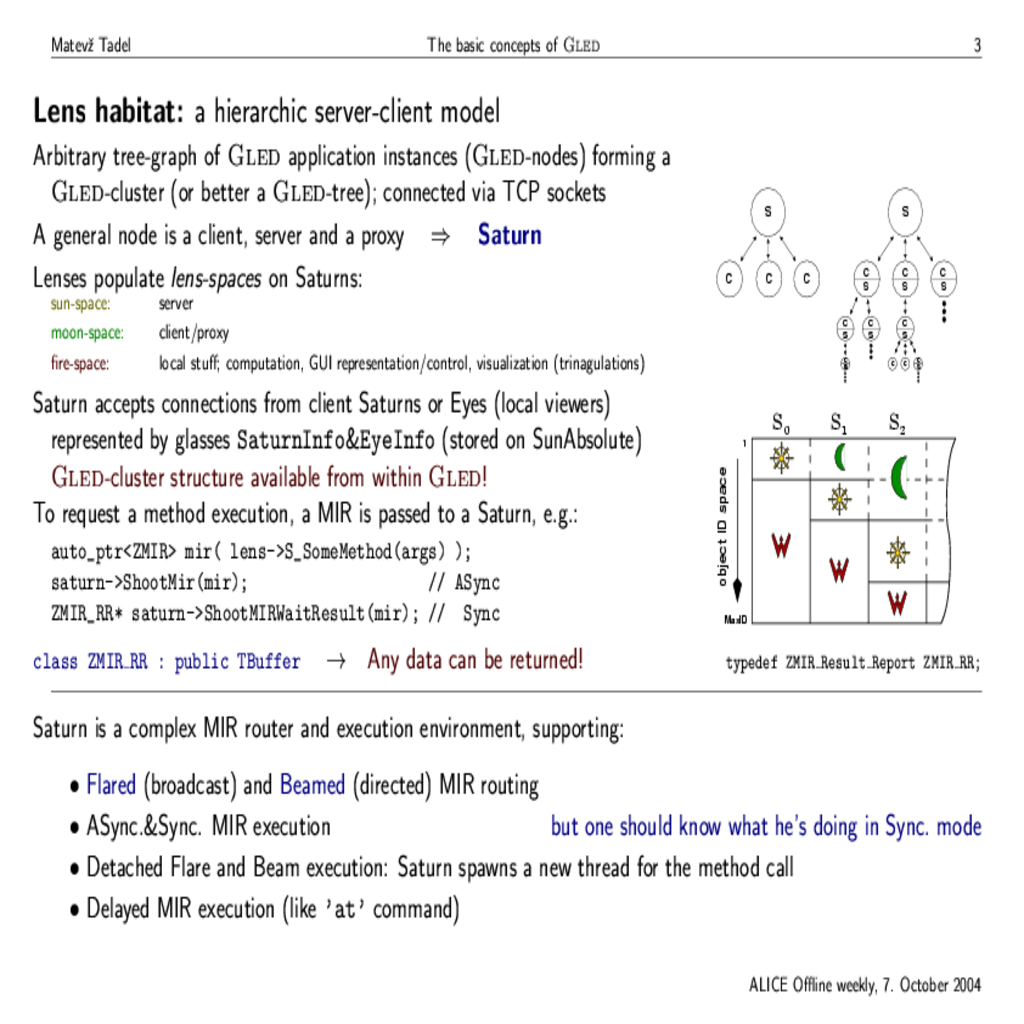 Matevž Tadel The basic concepts of GLED 3
Lens habitat: a hierarchic server-client model
Arbitrary tree-graph of GLED application instances (GLED-nodes) forming a
GLED-cluster (or better a GLED-tree); connected via TCP sockets
A general node is a client, server and a proxy ⇒ Saturn
Lenses populate lens-spaces on Saturns:
sun-space: server
moon-space: client/proxy
fire-space: local stuff; computation, GUI representation/control, visualization (trinagulations)
Saturn accepts connections from client Saturns or Eyes (local viewers)
represented by glasses SaturnInfo&EyeInfo (stored on SunAbsolute)
GLED-cluster structure available from within GLED!
To request a method execution, a MIR is passed to a Saturn, e.g.:
auto_ptr<ZMIR> mir( lens->S_SomeMethod(args) );
saturn->ShootMir(mir); // ASync
ZMIR_RR* saturn->ShootMIRWaitResult(mir); // Sync
class ZMIR_RR : public TBuffer → Any data can be returned!
S S
C C C C S C S C S
C S C S C S
C C
S0 S1 S2
1
object ID space
MaxID
typedef ZMIR_Result_Report ZMIR_RR;
Saturn is a complex MIR router and execution environment, supporting:
• Flared (broadcast) and Beamed (directed) MIR routing
• ASync.&Sync. MIR execution but one should know what he's doing in Sync. mode
• Detached Flare and Beam execution: Saturn spawns a new thread for the method call
• Delayed MIR execution (like 'at' command)
ALICE Offline weekly, 7. October 2004